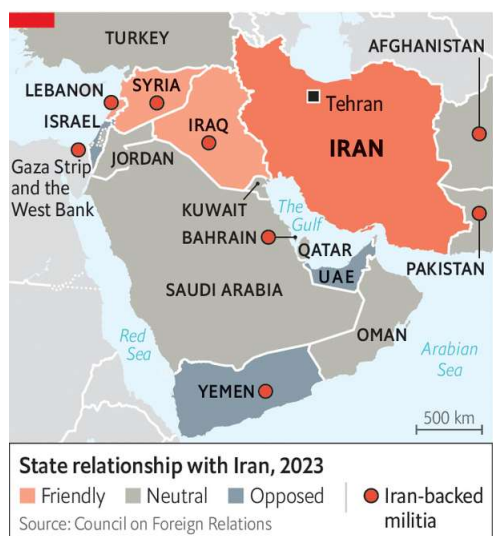 TURKEY
AFGHANISTAN
LEBANON
SYRIA
Tehran
ISRAEL
IRAQ
IRAN
JORDAN
Gaza Strip
and the
West Bank
KUWAIT
The
Gulf
BAHRAIN
QATAR
PAKISTAN
UAE
SAUDI ARABIA
Red
Sea
OMAN
Arabian
Sea
YEMEN
500 km
State relationship with Iran, 2023
Friendly
Neutral
Opposed
Iran-backed
militia
Source: Council on Foreign Relations